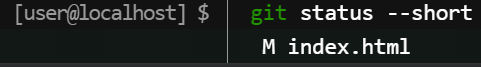 [user@localhost] $ git status --short
 M index.html